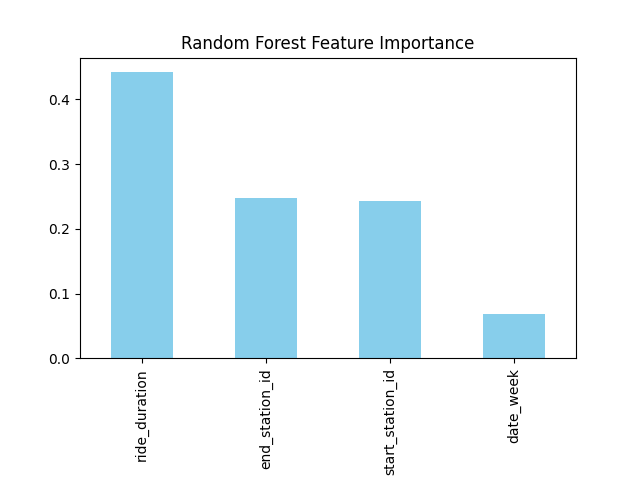 Random Forest Feature Importance
0.4
0.3
0.2
0.1
0.0
ride_duration
end_station_id
start_station_id
date_week